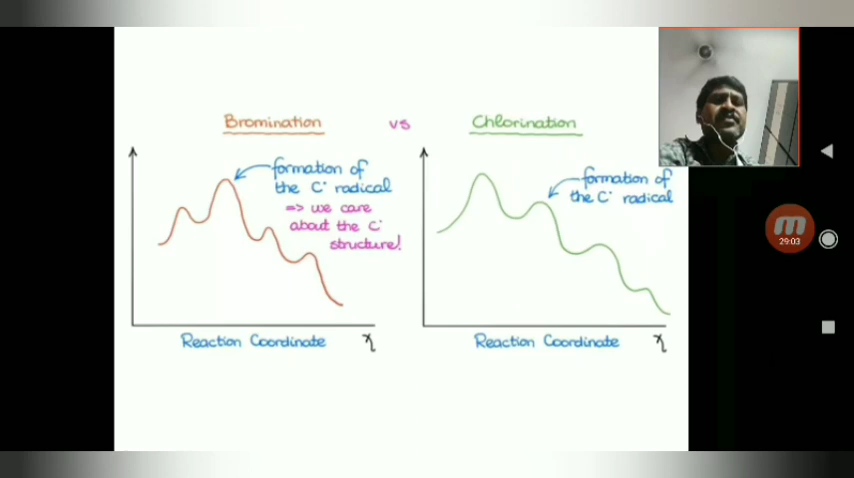 Bromination vs Chlorination
formation of
the C· radical
=> we care
about the C·
structure!
formation of
the C· radical
Reaction Coordinate η
Reaction Coordinate η
29:03